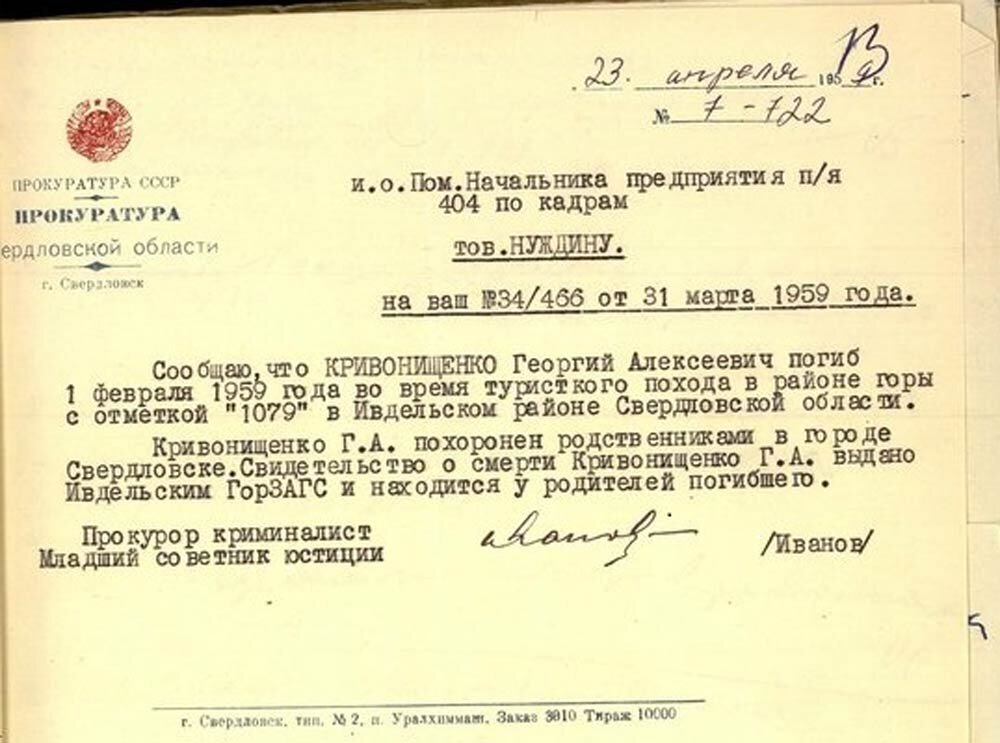 23. апреля 1959 г.
№ 7-722
ПРОКУРАТУРА СССР
ПРОКУРАТУРА
ердловской области
г. Свердловск
и.о.Пом.Начальника предприятия п/я
404 по кадрам
тов.НУЖДИНУ.
на ваш №34/466 от 31 марта 1959 года.
Сообщаю,что КРИВОНИЩЕНКО Георгий Алексеевич погиб
1 февраля 1959 года во время туристкого похода в районе горы
с отметкой "1079" в Ивдельском районе Свердловской области.
Кривонищенко Г.А. похоронен родственниками в городе
Свердловске.Свидетельство о смерти Кривонищенко Г.А. выдано
Ивдельским ГорЗАГС и находится у родителей погибшего.
Прокурор криминалист
Младший советник юстиции
/Иванов/
г. Свердловск, тип. № 2, п. Уралхиммаш, Заказ 3010 Тираж 10000